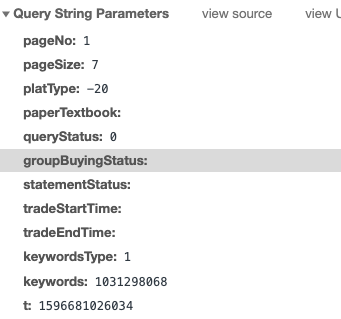 Query String Parameters view source view U
pageNo: 1
pageSize: 7
platType: -20
paperTextbook:
queryStatus: 0
groupBuyingStatus:
statementStatus:
tradeStartTime:
tradeEndTime:
keywordsType: 1
keywords: 1031298068
t: 1596681026034